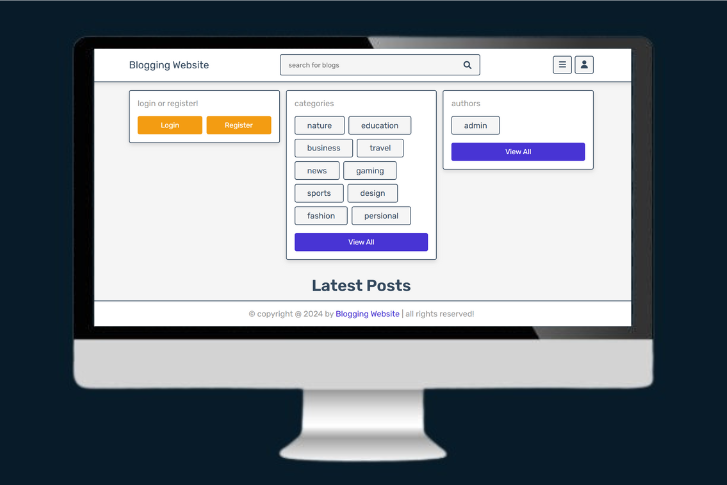 Blogging Website
search for blogs
login or register!
Login Register
categories
nature education
business travel
news gaming
sports design
fashion persional
View All
authors
admin
View All
Latest Posts
© copyright @ 2024 by Blogging Website | all rights reserved!